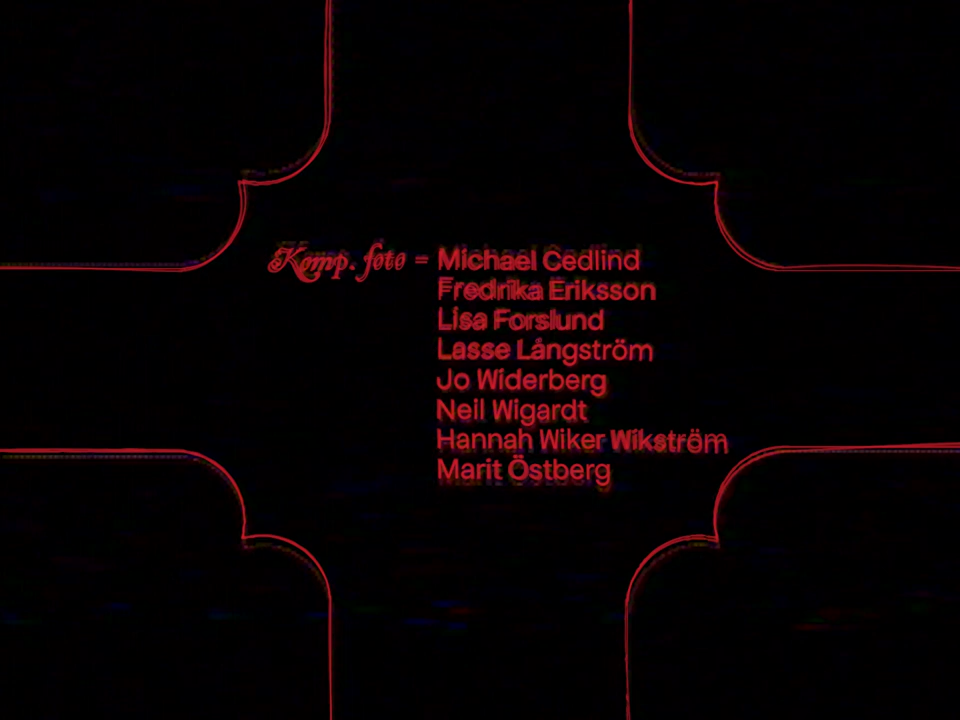 Komp. foto = Michael Cedlind
Fredrika Eriksson
Lisa Forslund
Lasse Långström
Jo Widerberg
Neil Wigardt
Hannah Wiker Wikström
Marit Östberg